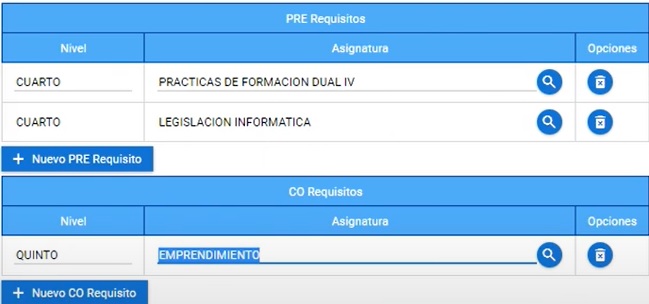 PRE Requisitos
Nivel Asignatura Opciones
CUARTO PRACTICAS DE FORMACION DUAL IV
CUARTO LEGISLACION INFORMATICA
+ Nuevo PRE Requisito
CO Requisitos
Nivel Asignatura Opciones
QUINTO EMPRENDIMIENTO
+ Nuevo CO Requisito